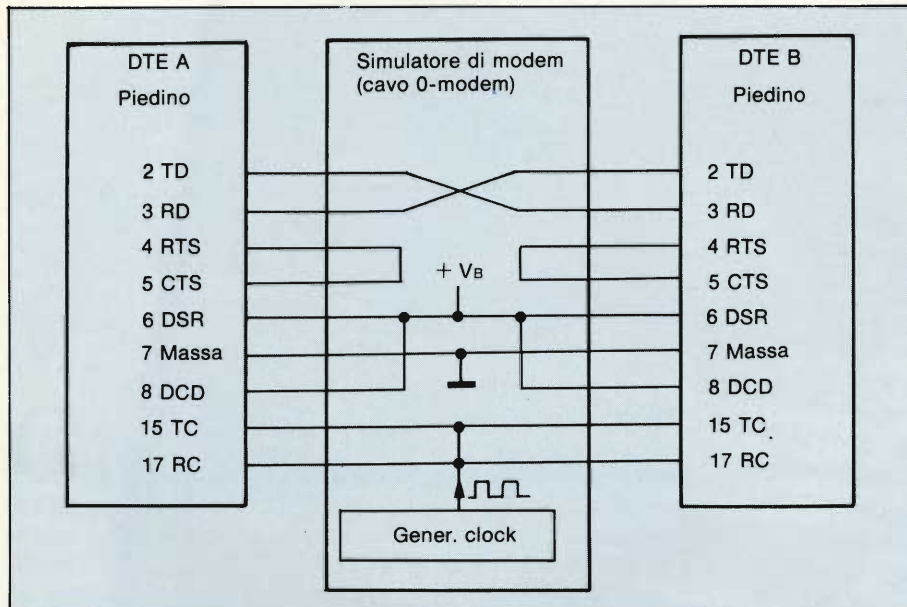 DTE A
Piedino
2 TD
3 RD
4 RTS
5 CTS
6 DSR
7 Massa
8 DCD
15 TC
17 RC
Simulatore di modem
(cavo 0-modem)
+ VB
Gener. clock
DTE B
Piedino
2 TD
3 RD
4 RTS
5 CTS
6 DSR
7 Massa
8 DCD
15 TC
17 RC